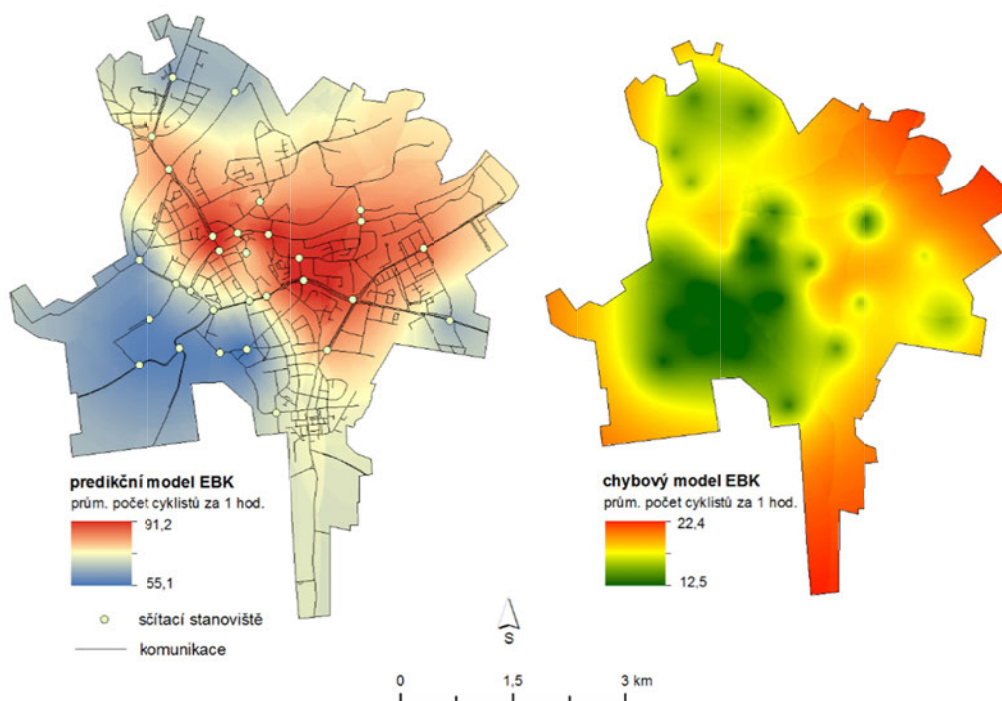 predikční model EBK
prům. počet cyklistů za 1 hod.
91,2
55,1
sčítací stanoviště
komunikace
chybový model EBK
prům. počet cyklistů za 1 hod.
22,4
12,5
S
0 1,5 3 km